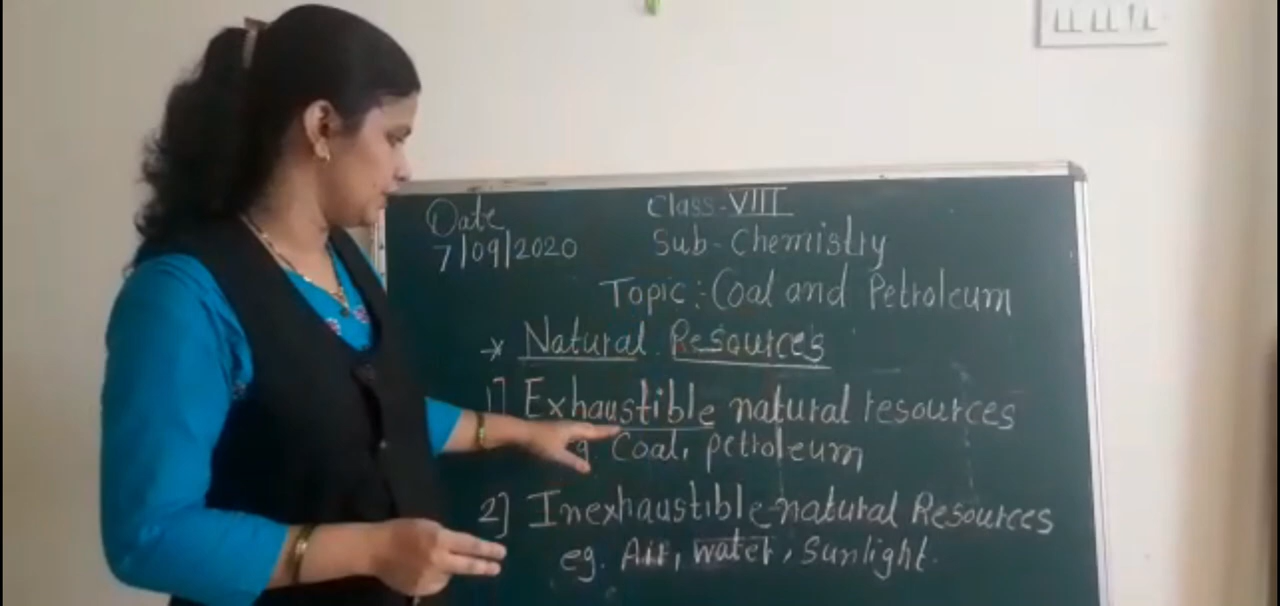 Date
7/09/2020
Class-VIII
Sub-Chemistry
Topic:-Coal and Petroleum
* Natural Resources
1] Exhaustible natural resources
eg. Coal, petroleum
2] Inexhaustible natural Resources
eg. Air, water, Sunlight.